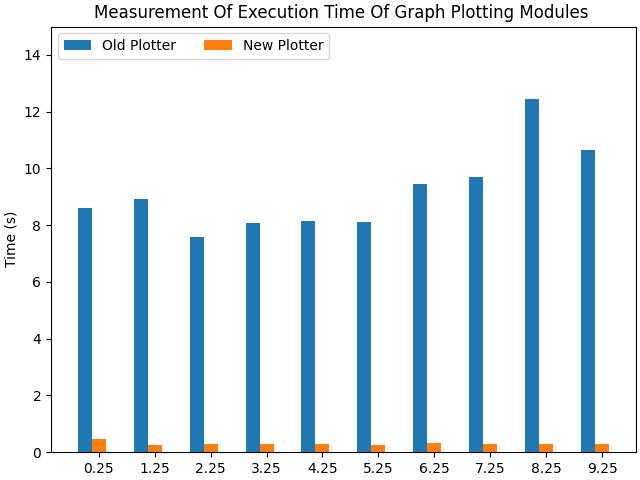 Measurement Of Execution Time Of Graph Plotting Modules
Old Plotter New Plotter
14
12
10
8
6
4
2
0
Time (s)
0.25 1.25 2.25 3.25 4.25 5.25 6.25 7.25 8.25 9.25